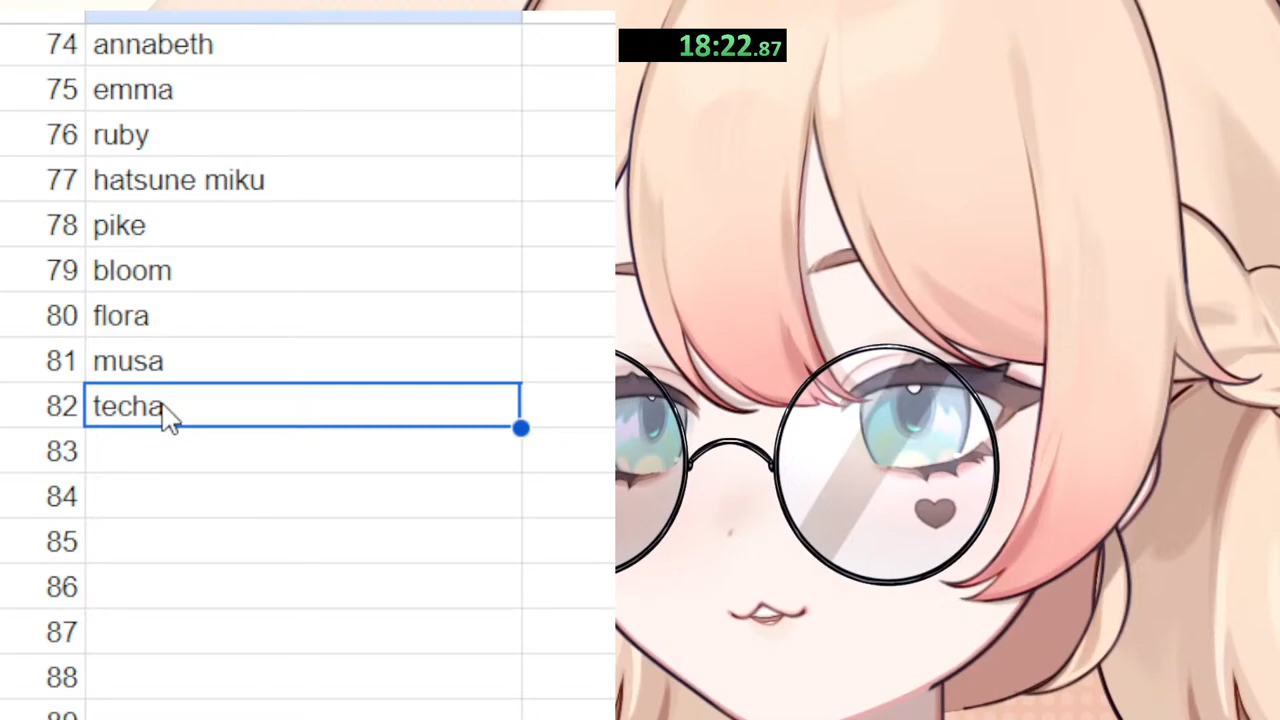 74 annabeth
75 emma
76 ruby
77 hatsune miku
78 pike
79 bloom
80 flora
81 musa
82 techa
83
84
85
86
87
88
18:22.87